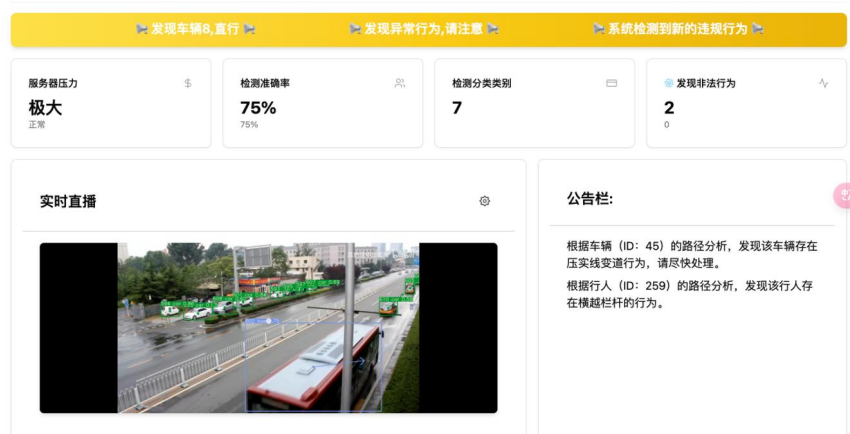 发现车辆8,直行
发现异常行为,请注意
系统检测到新的违规行为
服务器压力
$
极大
正常
检测准确率
75%
75%
检测分类类别
7
发现非法行为
2
0
实时直播
公告栏:
根据车辆（ID：45）的路径分析，发现该车辆存在
压实线变道行为，请尽快处理。
根据行人（ID：259）的路径分析，发现该行人存
在横越栏杆的行为。